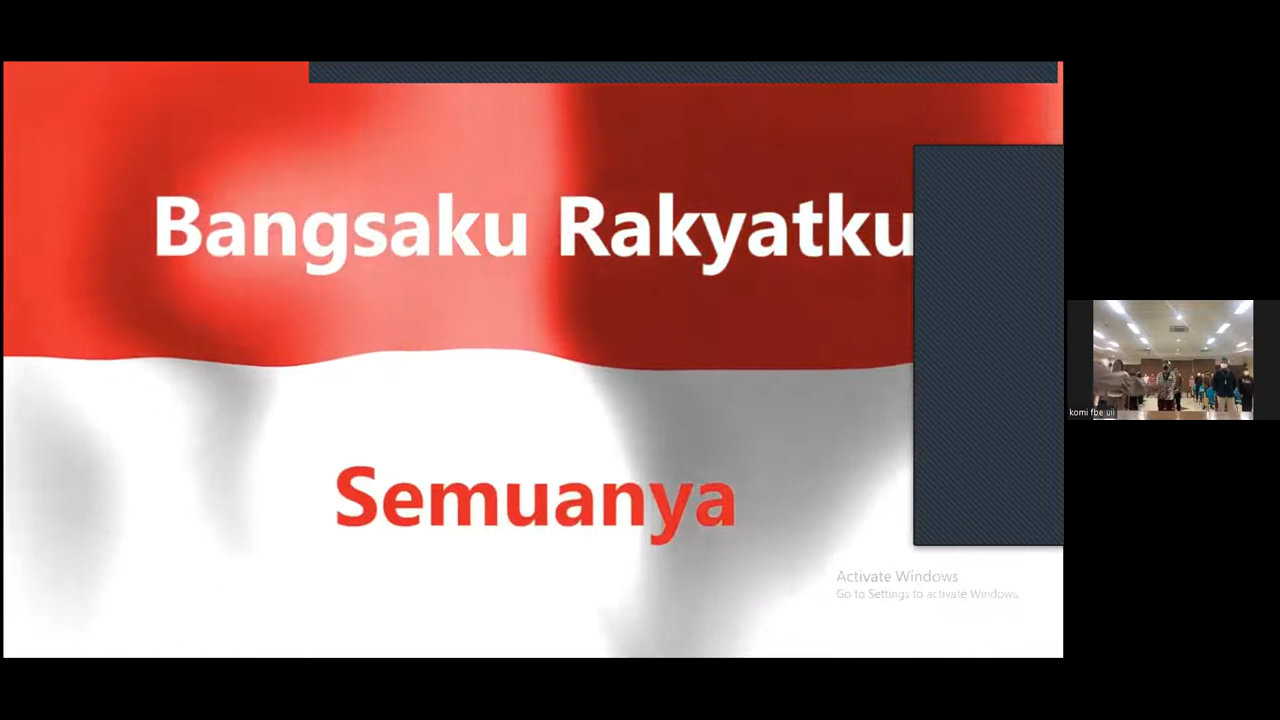 Bangsaku Rakyatku
Semuanya
Activate Windows
Go to Settings to activate Windows.
komi fbe uii